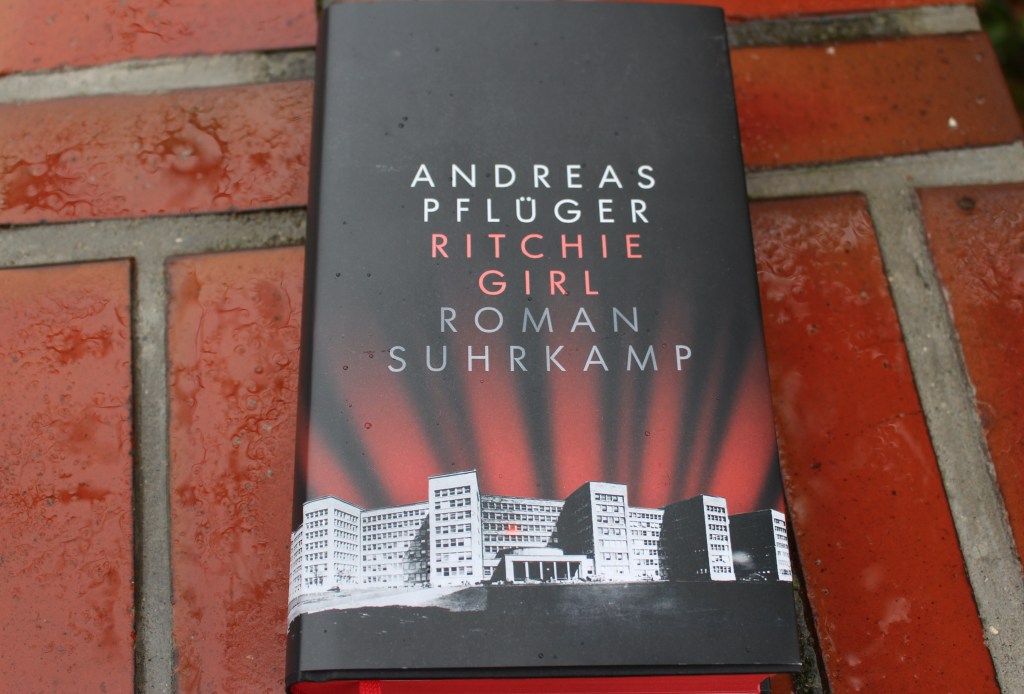 ANDREAS
PFLÜGER
RITCHIE
GIRL
ROMAN
SUHRKAMP